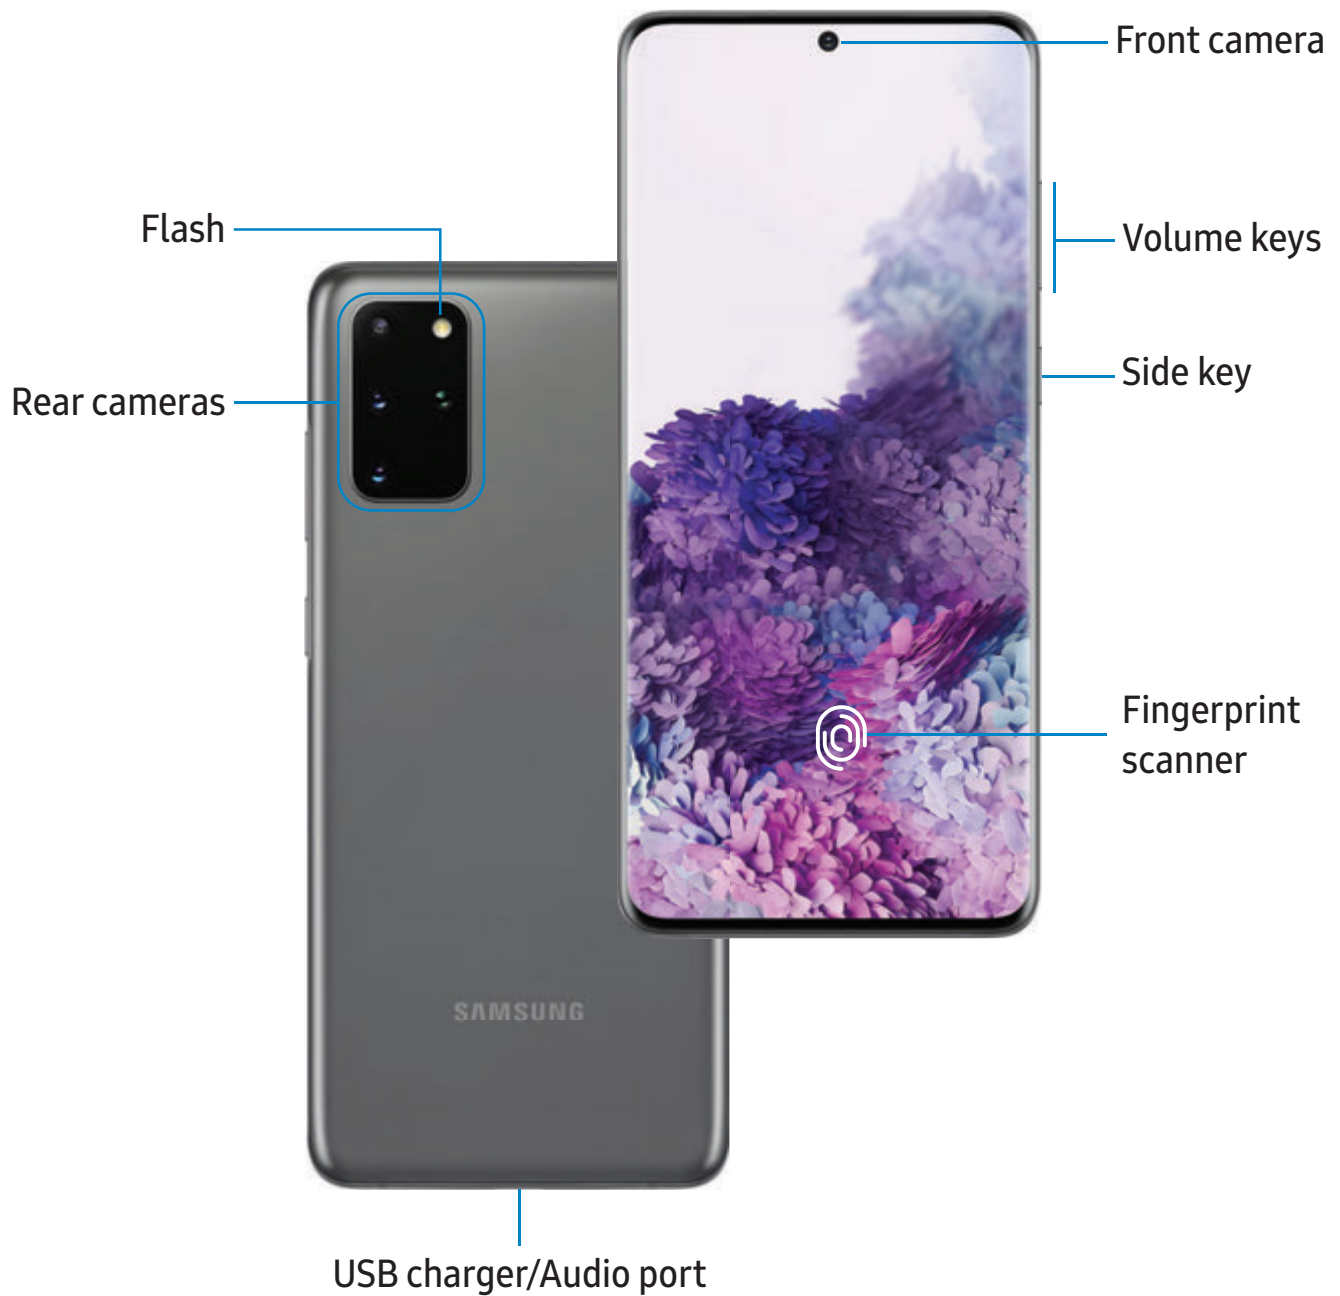 Front camera
Flash
Volume keys
Side key
Rear cameras
Fingerprint
scanner
SAMSUNG
USB charger/Audio port